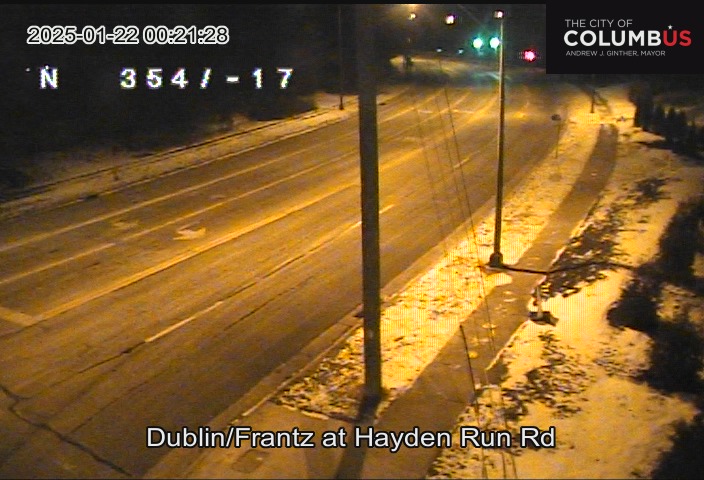 2025-01-22 00:21:28
THE CITY OF
COLUMBUS
ANDREW J. GINTHER, MAYOR
N 354/-17
Dublin/Frantz at Hayden Run Rd